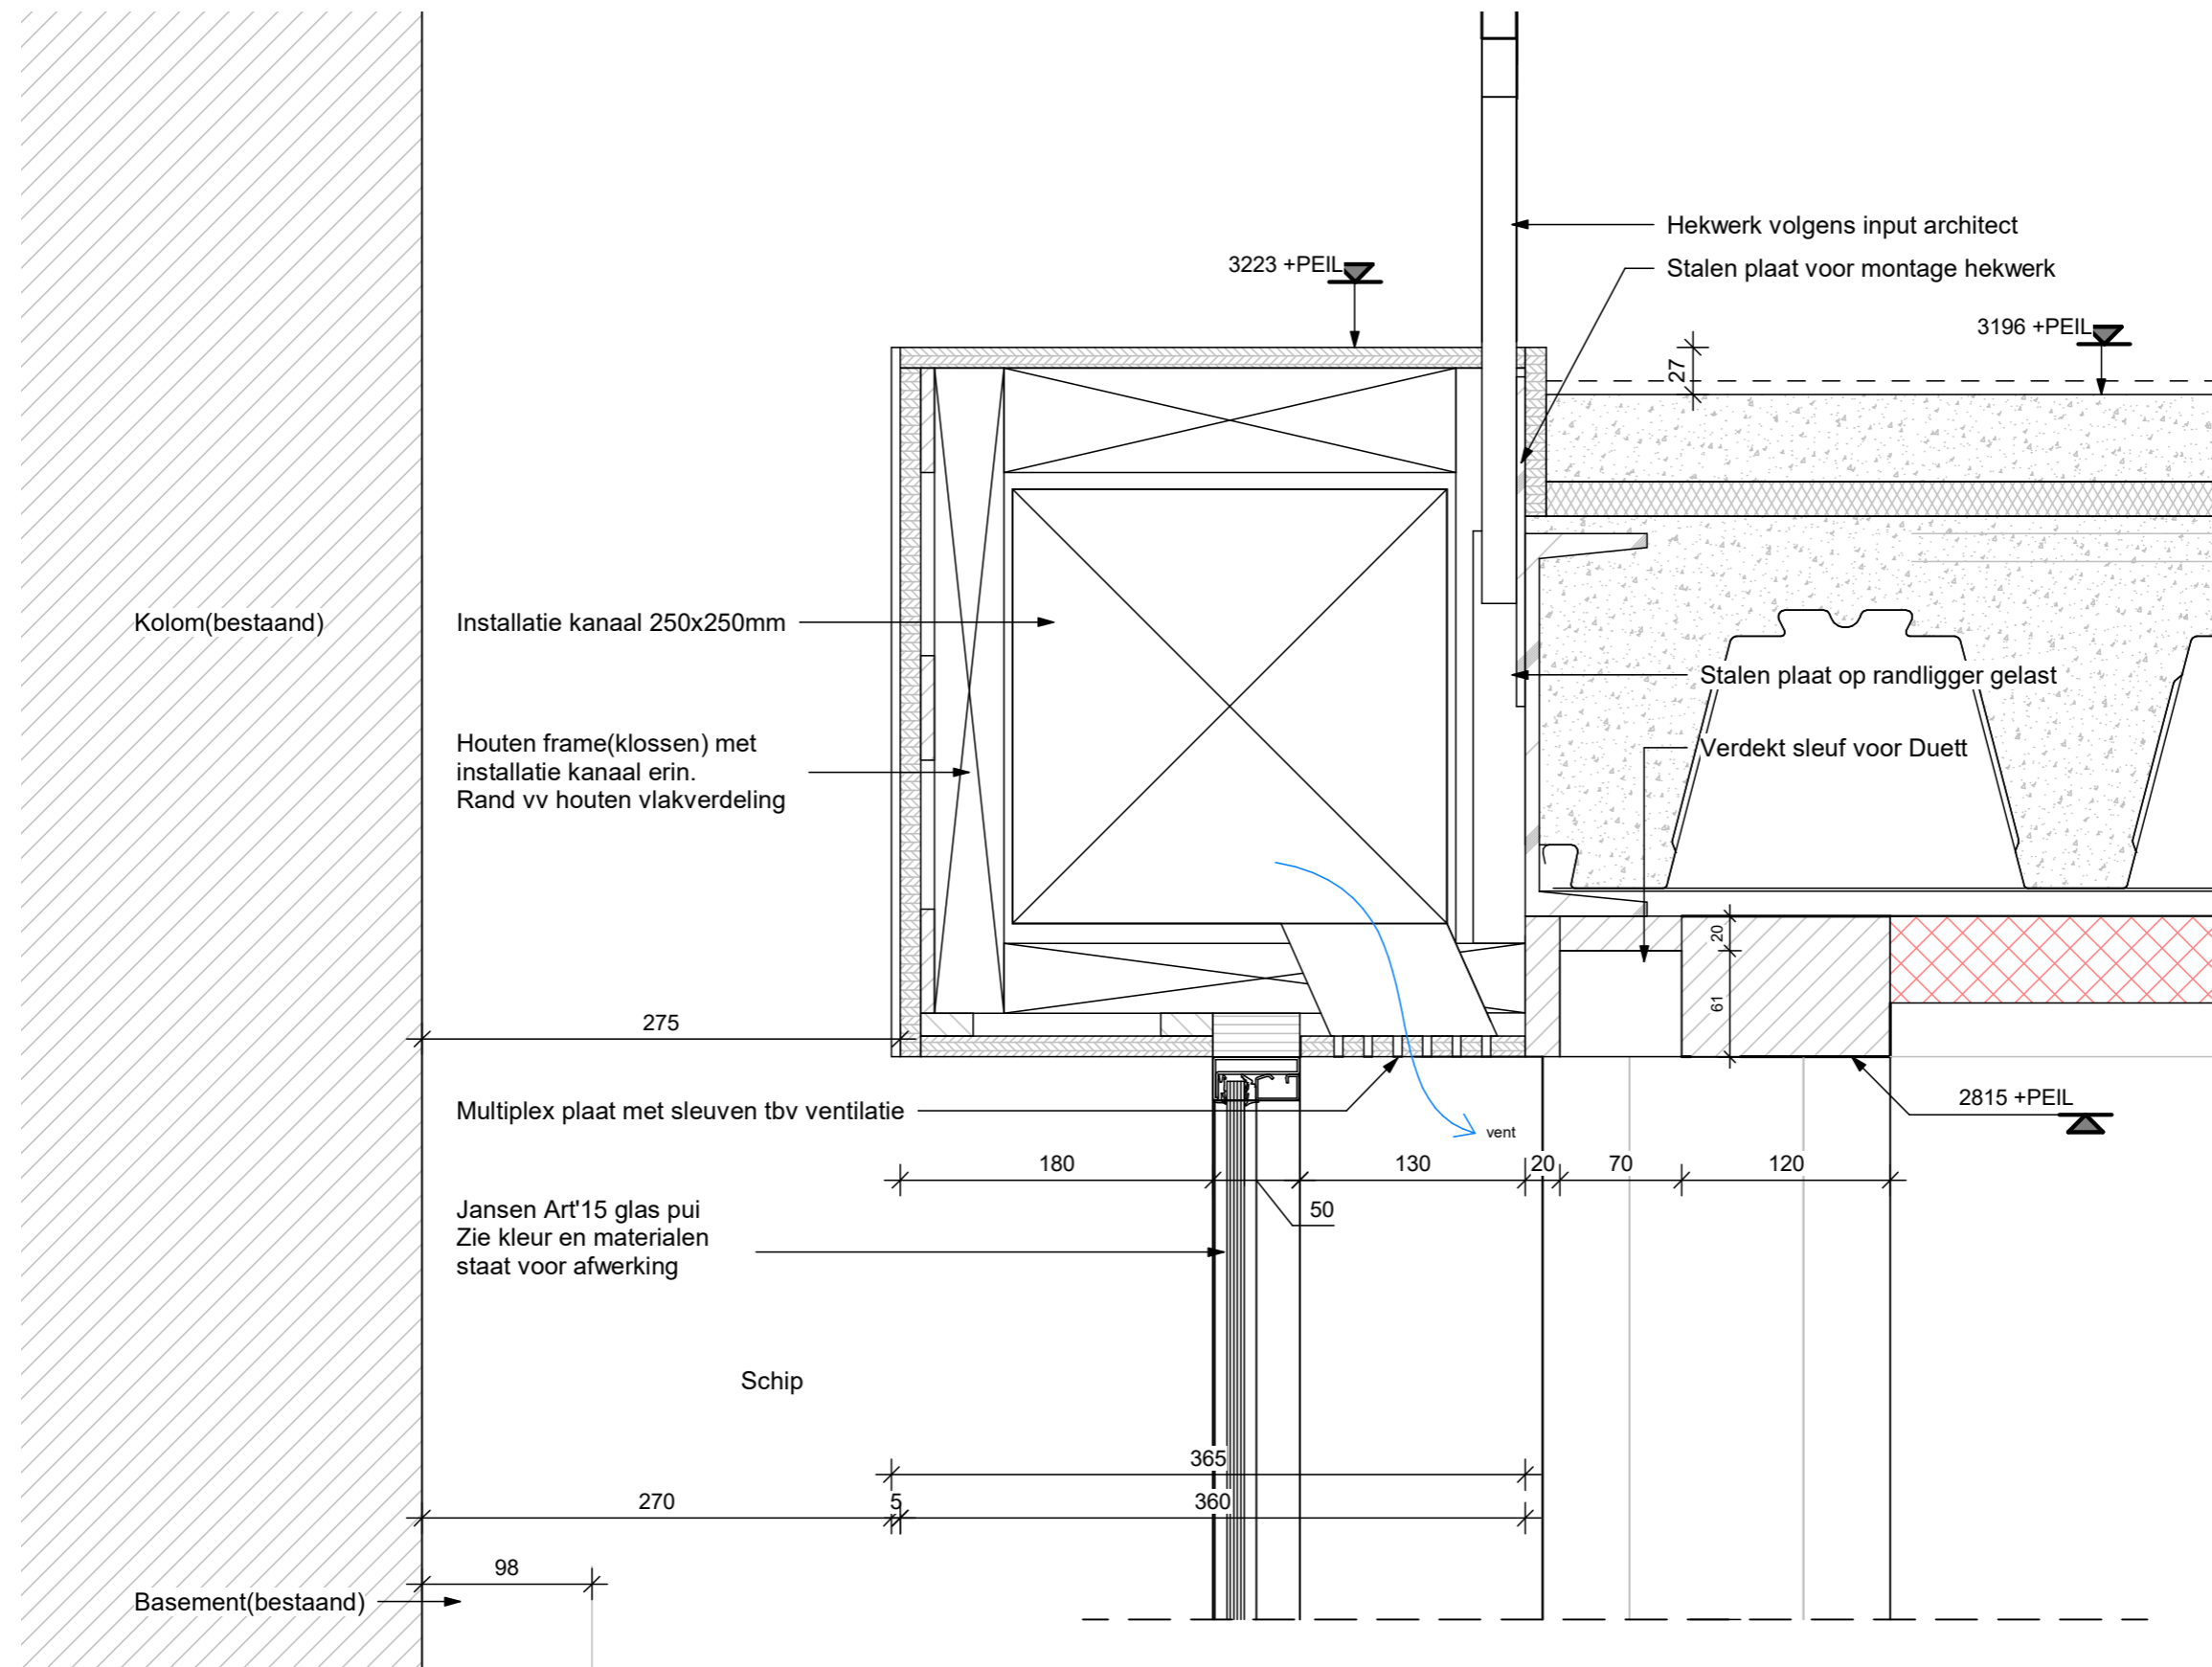 Hekwerk volgens input architect
3223 +PEIL
Stalen plaat voor montage hekwerk
3196 +PEIL
27
Kolom(bestaand)
Installatie kanaal 250x250mm
Stalen plaat op randligger gelast
Houten frame(klossen) met
installatie kanaal erin.
Rand vv houten vlakverdeling
Verdekt sleuf voor Duett
20
61
275
Multiplex plaat met sleuven tbv ventilatie
2815 +PEIL
vent
180
130
20
70
120
50
Jansen Art'15 glas pui
Zie kleur en materialen
staat voor afwerking
Schip
365
270
5
360
98
Basement(bestaand)